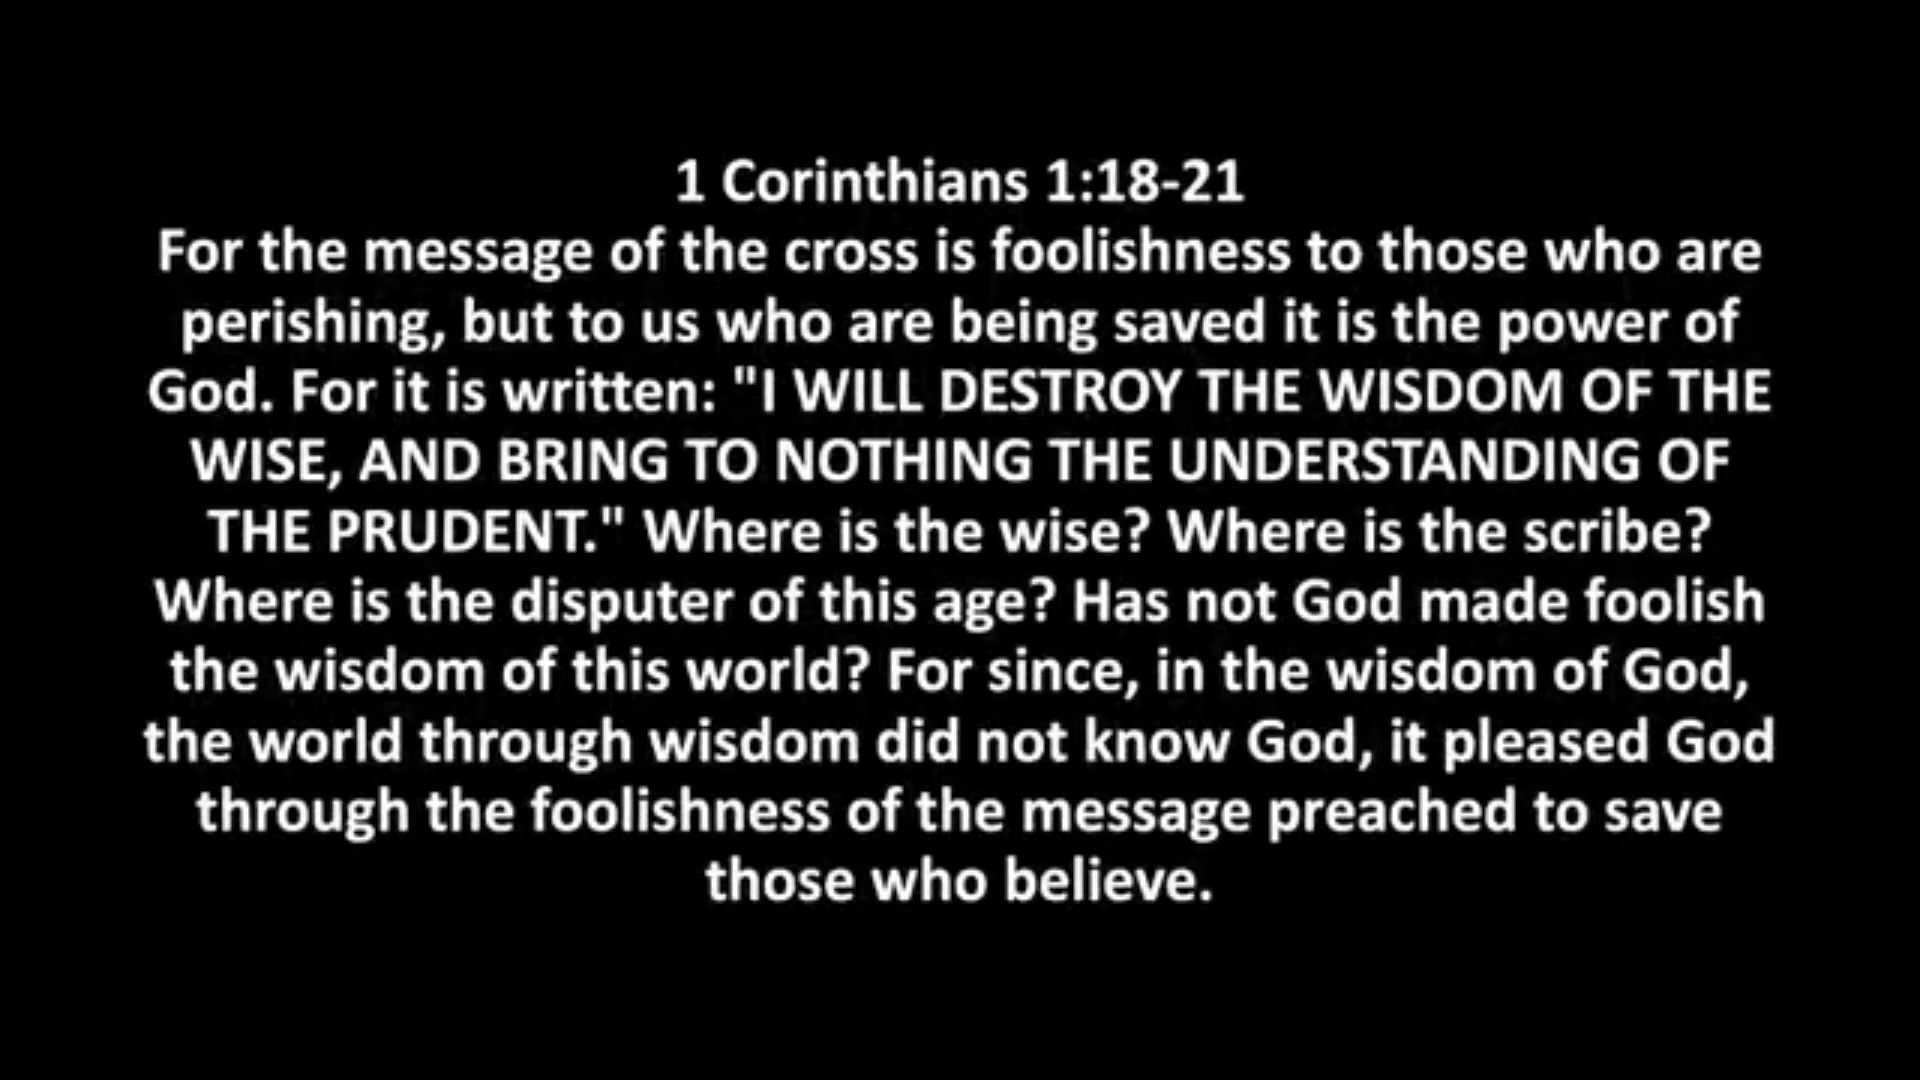 1 Corinthians 1:18-21
For the message of the cross is foolishness to those who are
perishing, but to us who are being saved it is the power of
God. For it is written: "I WILL DESTROY THE WISDOM OF THE
WISE, AND BRING TO NOTHING THE UNDERSTANDING OF
THE PRUDENT." Where is the wise? Where is the scribe?
Where is the disputer of this age? Has not God made foolish
the wisdom of this world? For since, in the wisdom of God,
the world through wisdom did not know God, it pleased God
through the foolishness of the message preached to save
those who believe.